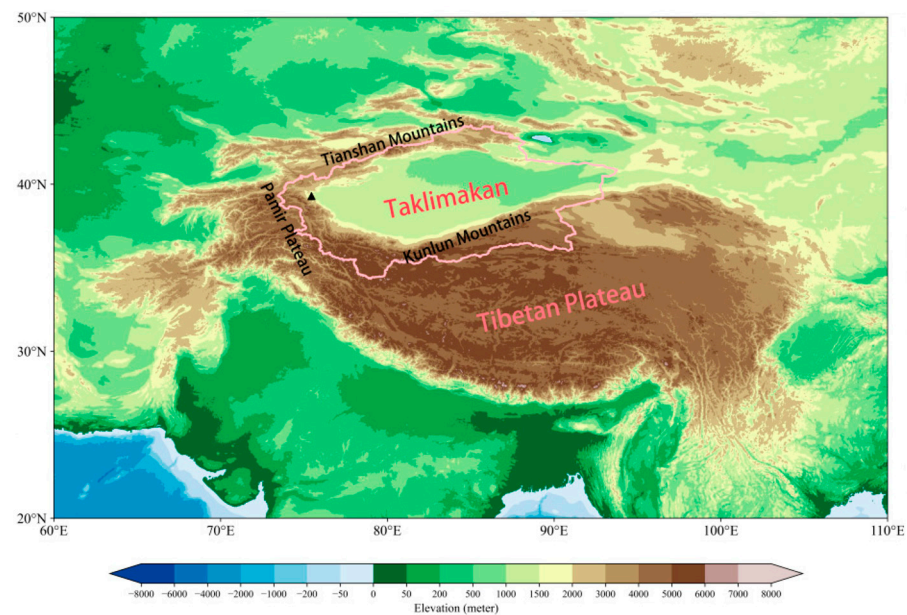 50°N
Tianshan Mountains
40°N
Taklimakan
Pamir Plateau
Kunlun Mountains
Tibetan Plateau
30°N
20°N
60°E 70°E 80°E 90°E 100°E 110°E
−8000 −6000 −4000 −2000 −1000 −200 −50 0 50 200 500 1000 1500 2000 3000 4000 5000 6000 7000 8000
Elevation (meter)